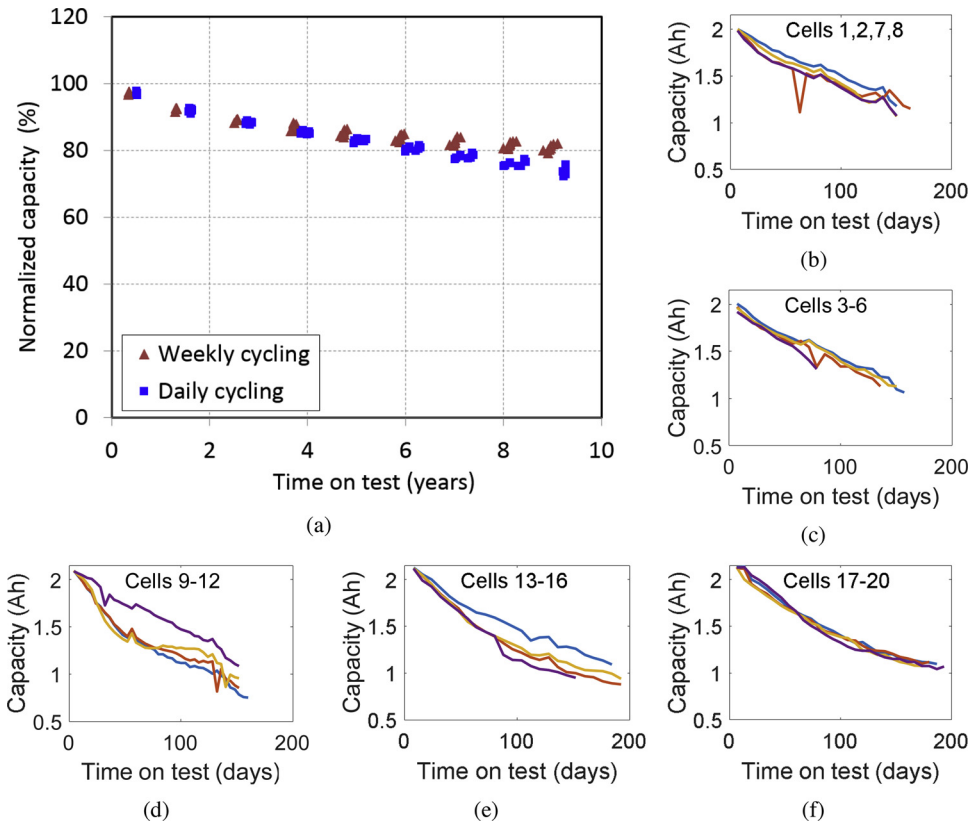 120
100
80
60
40
20
0
Normalized capacity (%)
Weekly cycling
Daily cycling
0 2 4 6 8 10
Time on test (years)
(a)
2
1.5
1
0.5
Capacity (Ah)
Cells 1,2,7,8
0 100 200
Time on test (days)
(b)
2
1.5
1
0.5
Capacity (Ah)
Cells 3-6
0 100 200
Time on test (days)
(c)
2
1.5
1
0.5
Capacity (Ah)
Cells 9-12
0 100 200
Time on test (days)
(d)
2
1.5
1
0.5
Capacity (Ah)
Cells 13-16
0 100 200
Time on test (days)
(e)
2
1.5
1
0.5
Capacity (Ah)
Cells 17-20
0 100 200
Time on test (days)
(f)